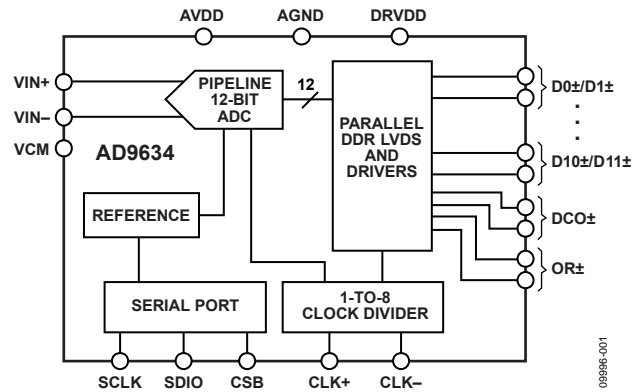 AVDD AGND DRVDD
VIN+
VIN–
VCM
PIPELINE
12-BIT
ADC
12
PARALLEL
DDR LVDS
AND
DRIVERS
D0±/D1±
.
.
.
D10±/D11±
DCO±
OR±
AD9634
REFERENCE
SERIAL PORT
1-TO-8
CLOCK DIVIDER
SCLK SDIO CSB CLK+ CLK–
09996-001